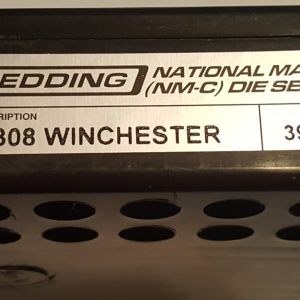 EDDING NATIONAL MA
(NM-C) DIE SE
RIPTION
308 WINCHESTER 39